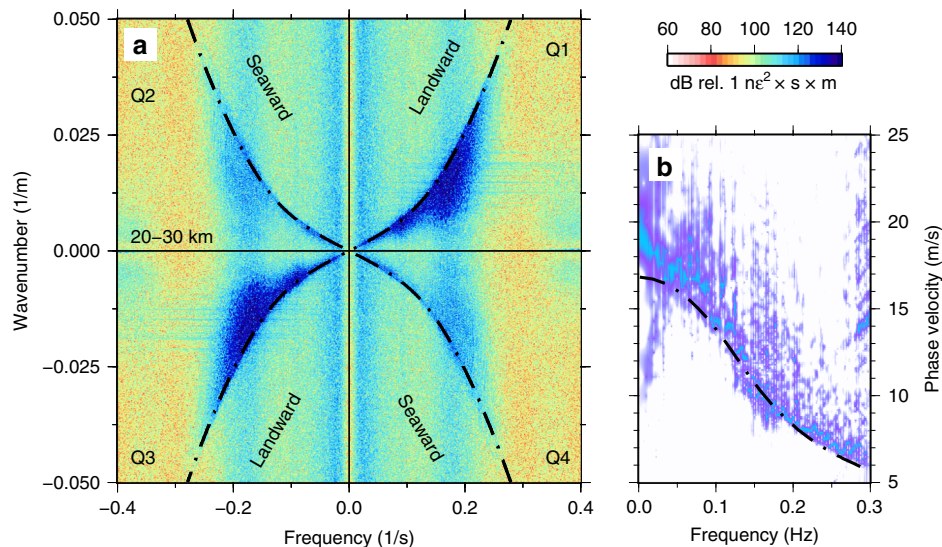 a
Q1
Q2
Q3
Q4
Seaward
Landward
Landward
Seaward
20−30 km
0.050
0.025
0.000
−0.025
−0.050
Wavenumber (1/m)
−0.4
−0.2
0.0
0.2
0.4
Frequency (1/s)
60
80
100
120
140
dB rel. 1 nε² × s × m
b
25
20
15
10
5
Phase velocity (m/s)
0.0
0.1
0.2
0.3
Frequency (Hz)